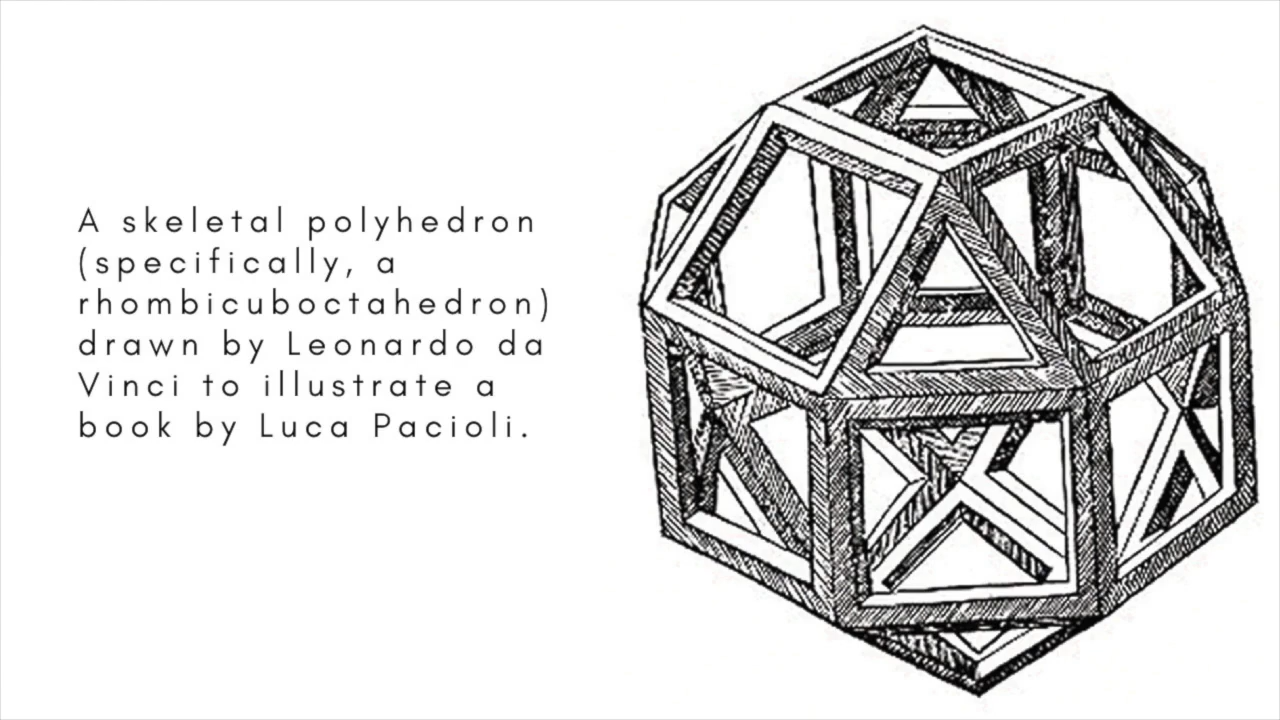 A skeletal polyhedron
(specifically, a
rhombicuboctahedron)
drawn by Leonardo da
Vinci to illustrate a
book by Luca Pacioli.